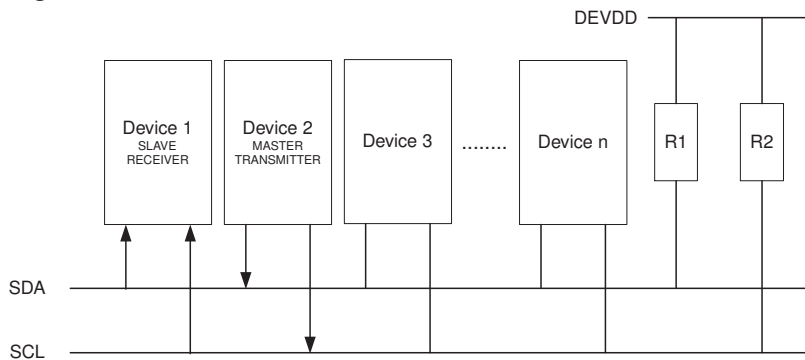 DEVDD
Device 1
SLAVE
RECEIVER
Device 2
MASTER
TRANSMITTER
Device 3
........
Device n
R1
R2
SDA
SCL